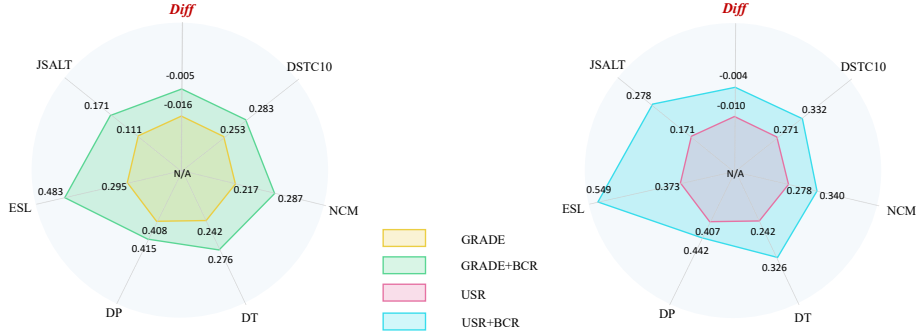 Diff
JSALT
DSTC10
-0.005
0.171
0.283
-0.016
0.111
0.253
N/A
0.483
0.295
0.217
0.287
ESL
NCM
0.408
0.242
0.415
0.276
DP
DT
GRADE
GRADE+BCR
USR
USR+BCR
Diff
JSALT
DSTC10
-0.004
0.278
0.332
-0.010
0.171
0.271
N/A
0.549
0.373
0.278
0.340
ESL
NCM
0.407
0.242
0.442
0.326
DP
DT